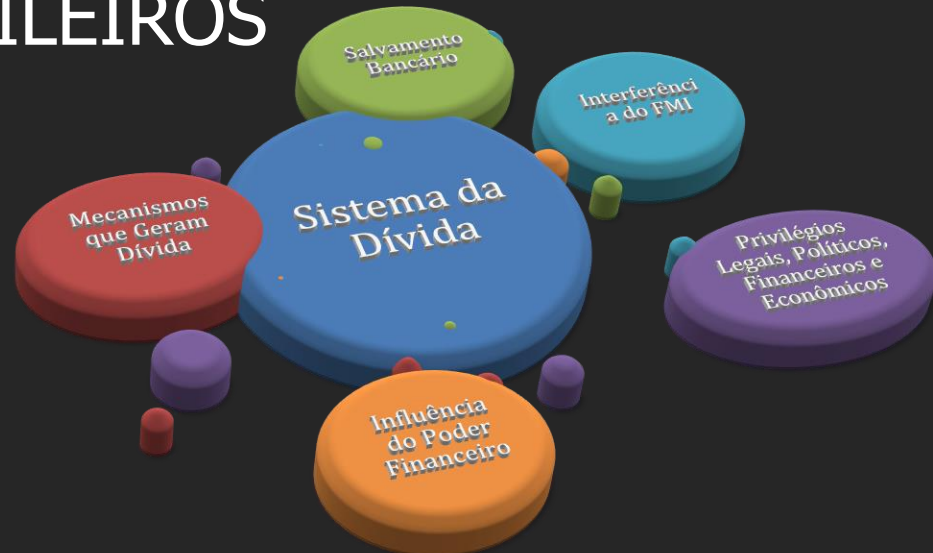 ILEIROS
Salvamento
Bancário
Interferênci
a do FMI
Sistema da
Dívida
Mecanismos
que Geram
Dívida
Privilégios
Legais, Políticos,
Financeiros e
Econômicos
Influência
do Poder
Financeiro